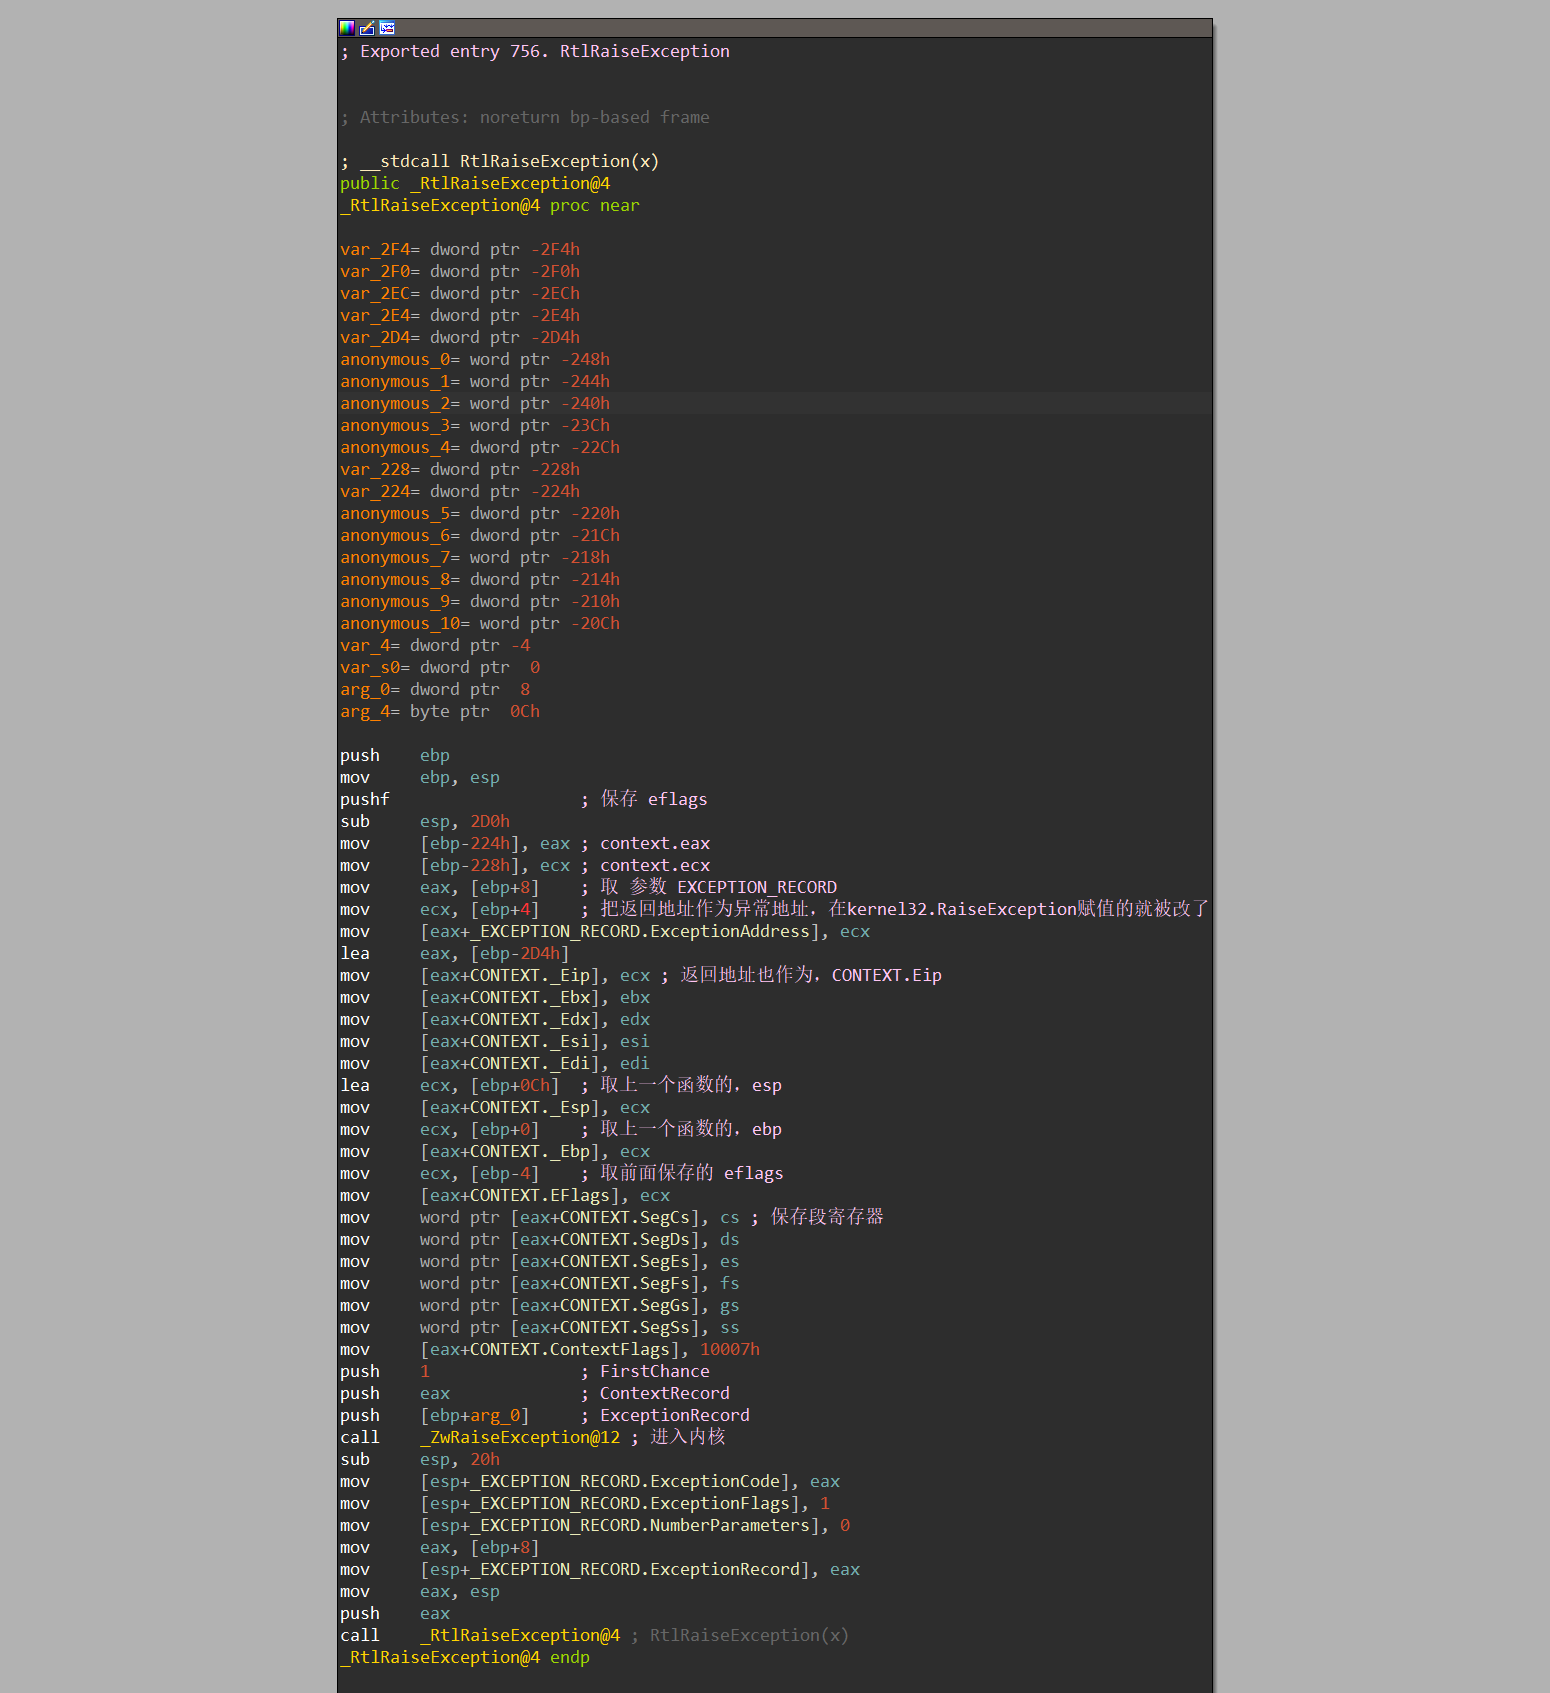 ; Exported entry 756. RtlRaiseException
; Attributes: noreturn bp-based frame
; __stdcall RtlRaiseException(x)
public _RtlRaiseException@4
_RtlRaiseException@4 proc near
var_2F4= dword ptr -2F4h
var_2F0= dword ptr -2F0h
var_2EC= dword ptr -2ECh
var_2E4= dword ptr -2E4h
var_2D4= dword ptr -2D4h
anonymous_0= word ptr -248h
anonymous_1= word ptr -244h
anonymous_2= word ptr -240h
anonymous_3= word ptr -23Ch
anonymous_4= dword ptr -22Ch
var_228= dword ptr -228h
var_224= dword ptr -224h
anonymous_5= dword ptr -220h
anonymous_6= dword ptr -21Ch
anonymous_7= word ptr -218h
anonymous_8= dword ptr -214h
anonymous_9= dword ptr -210h
anonymous_10= word ptr -20Ch
var_4= dword ptr -4
var_s0= dword ptr  0
arg_0= dword ptr  8
arg_4= byte ptr  0Ch
push    ebp
mov     ebp, esp
pushf                   ; 保存 eflags
sub     esp, 2D0h
mov     [ebp-224h], eax ; context.eax
mov     [ebp-228h], ecx ; context.ecx
mov     eax, [ebp+8]    ; 取 参数 EXCEPTION_RECORD
mov     ecx, [ebp+4]    ; 把返回地址作为异常地址，在kernel32.RaiseException赋值的就被改了
mov     [eax+_EXCEPTION_RECORD.ExceptionAddress], ecx
lea     eax, [ebp-2D4h]
mov     [eax+CONTEXT._Eip], ecx ; 返回地址也作为，CONTEXT.Eip
mov     [eax+CONTEXT._Ebx], ebx
mov     [eax+CONTEXT._Edx], edx
mov     [eax+CONTEXT._Esi], esi
mov     [eax+CONTEXT._Edi], edi
lea     ecx, [ebp+0Ch]  ; 取上一个函数的，esp
mov     [eax+CONTEXT._Esp], ecx
mov     ecx, [ebp+0]    ; 取上一个函数的，ebp
mov     [eax+CONTEXT._Ebp], ecx
mov     ecx, [ebp-4]    ; 取前面保存的 eflags
mov     [eax+CONTEXT.EFlags], ecx
mov     word ptr [eax+CONTEXT.SegCs], cs ; 保存段寄存器
mov     word ptr [eax+CONTEXT.SegDs], ds
mov     word ptr [eax+CONTEXT.SegEs], es
mov     word ptr [eax+CONTEXT.SegFs], fs
mov     word ptr [eax+CONTEXT.SegGs], gs
mov     word ptr [eax+CONTEXT.SegSs], ss
mov     [eax+CONTEXT.ContextFlags], 10007h
push    1               ; FirstChance
push    eax             ; ContextRecord
push    [ebp+arg_0]     ; ExceptionRecord
call    _ZwRaiseException@12 ; 进入内核
sub     esp, 20h
mov     [esp+_EXCEPTION_RECORD.ExceptionCode], eax
mov     [esp+_EXCEPTION_RECORD.ExceptionFlags], 1
mov     [esp+_EXCEPTION_RECORD.NumberParameters], 0
mov     eax, [ebp+8]
mov     [esp+_EXCEPTION_RECORD.ExceptionRecord], eax
mov     eax, esp
push    eax
call    _RtlRaiseException@4 ; RtlRaiseException(x)
_RtlRaiseException@4 endp